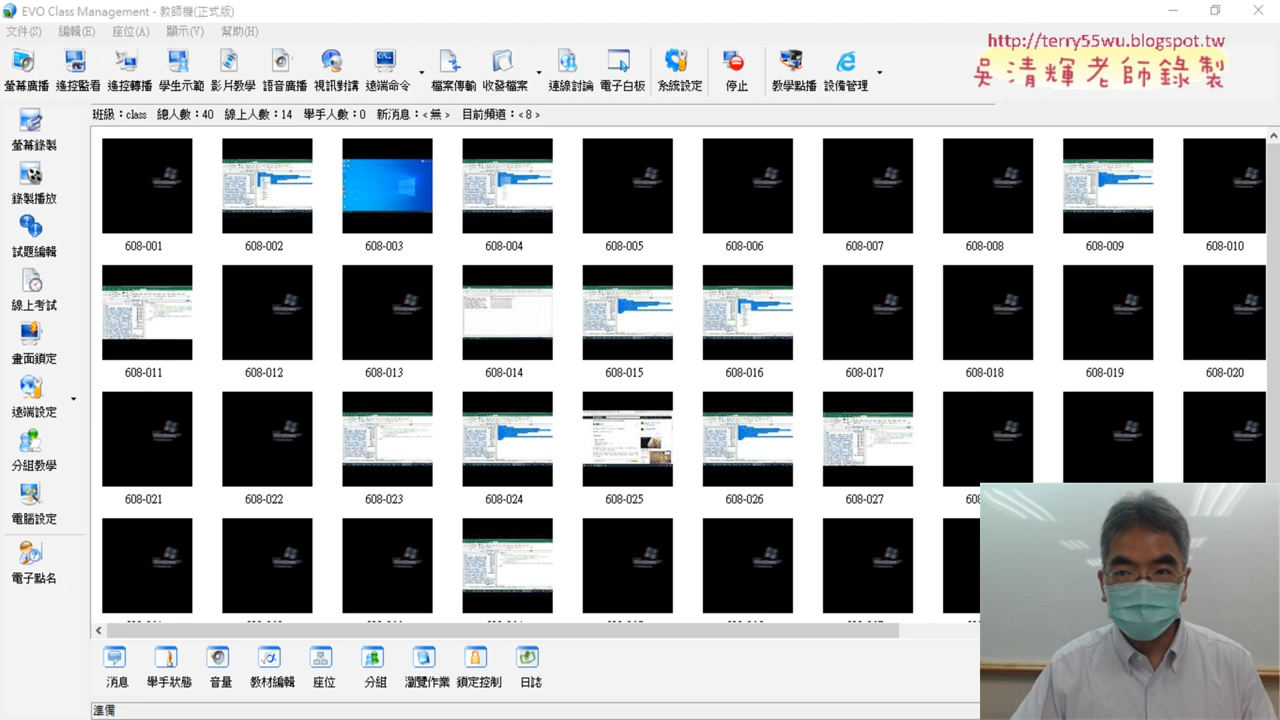 EVO Class Management - 教師機(正式版)
文件(S) 編輯(E) 座位(A) 顯示(V) 幫助(H)
http://terry55wu.blogspot.tw
吳清輝老師錄製
螢幕廣播 遙控監看 遙控轉播 學生示範 影片教學 語音廣播 視訊對講 遠端命令 檔案傳輸 收發檔案 連線討論 電子白板 系統設定 停止 教學點播 設備管理
班級：class 總人數：40 線上人數：14 舉手人數：0 新消息：<無> 目前頻道：<8>
螢幕錄製
錄製播放
試題編輯
線上考試
畫面鎖定
遠端設定
分組教學
電腦設定
電子點名
608-001 608-002 608-003 608-004 608-005 608-006 608-007 608-008 608-009 608-010
608-011 608-012 608-013 608-014 608-015 608-016 608-017 608-018 608-019 608-020
608-021 608-022 608-023 608-024 608-025 608-026 608-027
消息 舉手狀態 音量 教材編輯 座位 分組 瀏覽作業 鎖定控制 日誌
準備